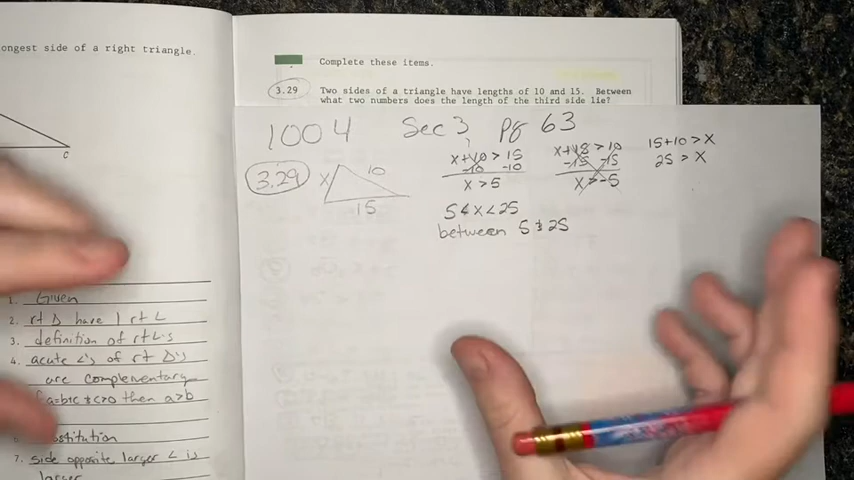 ongest side of a right triangle.
C
1. Given
2. rt Δ have 1 rt ∠
3. definition of rt ∠'s
4. acute ∠'s of rt Δ's
are complementary
f a=b+c & c>0 then a>b
stitution
7. side opposite larger ∠ is
larger
Complete these items.
3.29 Two sides of a triangle have lengths of 10 and 15. Between
what two numbers does the length of the third side lie?
1004 Sec 3 pg 63
3.29
X 10
15
x+10 > 15
-10 -10
x > 5
x+15 > 10
-15 -15
x > -5
15+10 > x
25 > x
5 < x < 25
between 5 & 25